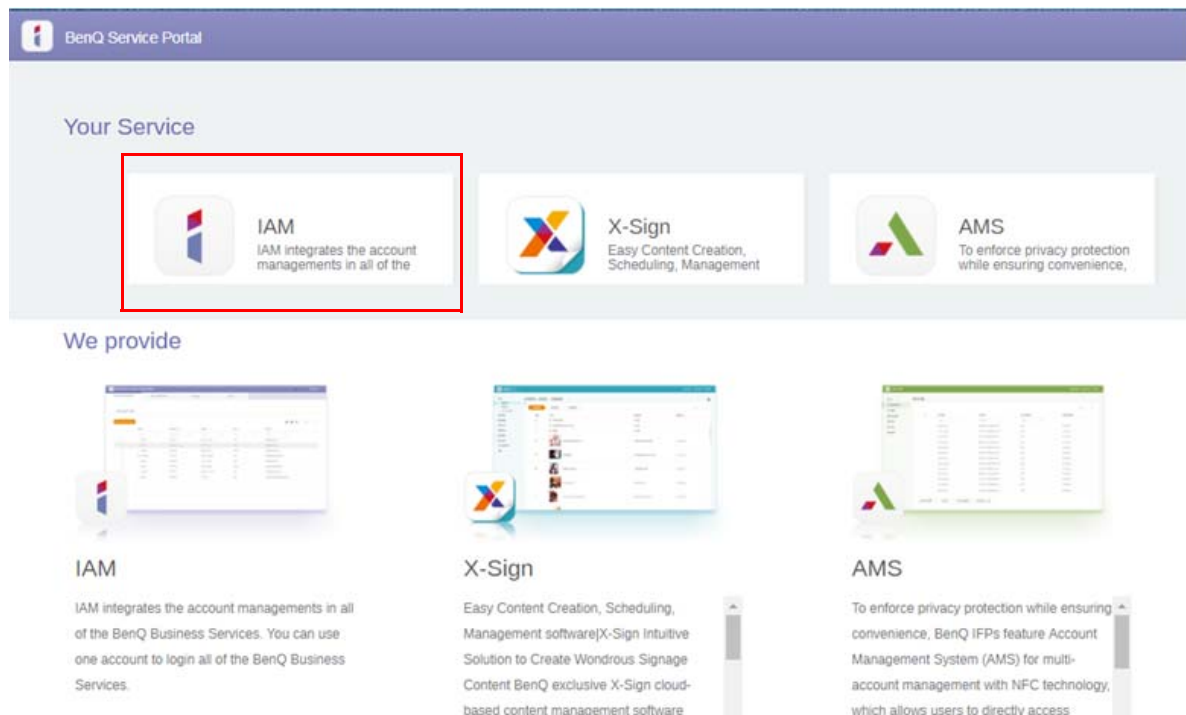 BenQ Service Portal
Your Service
IAM
IAM integrates the account
managements in all of the
X-Sign
Easy Content Creation,
Scheduling, Management
AMS
To enforce privacy protection
while ensuring convenience,
We provide
IAM
IAM integrates the account managements in all
of the BenQ Business Services. You can use
one account to login all of the BenQ Business
Services.
X-Sign
Easy Content Creation, Scheduling,
Management software|X-Sign Intuitive
Solution to Create Wondrous Signage
Content BenQ exclusive X-Sign cloud-
based content management software
AMS
To enforce privacy protection while ensuring
convenience, BenQ IFPs feature Account
Management System (AMS) for multi-
account management with NFC technology,
which allows users to directly access